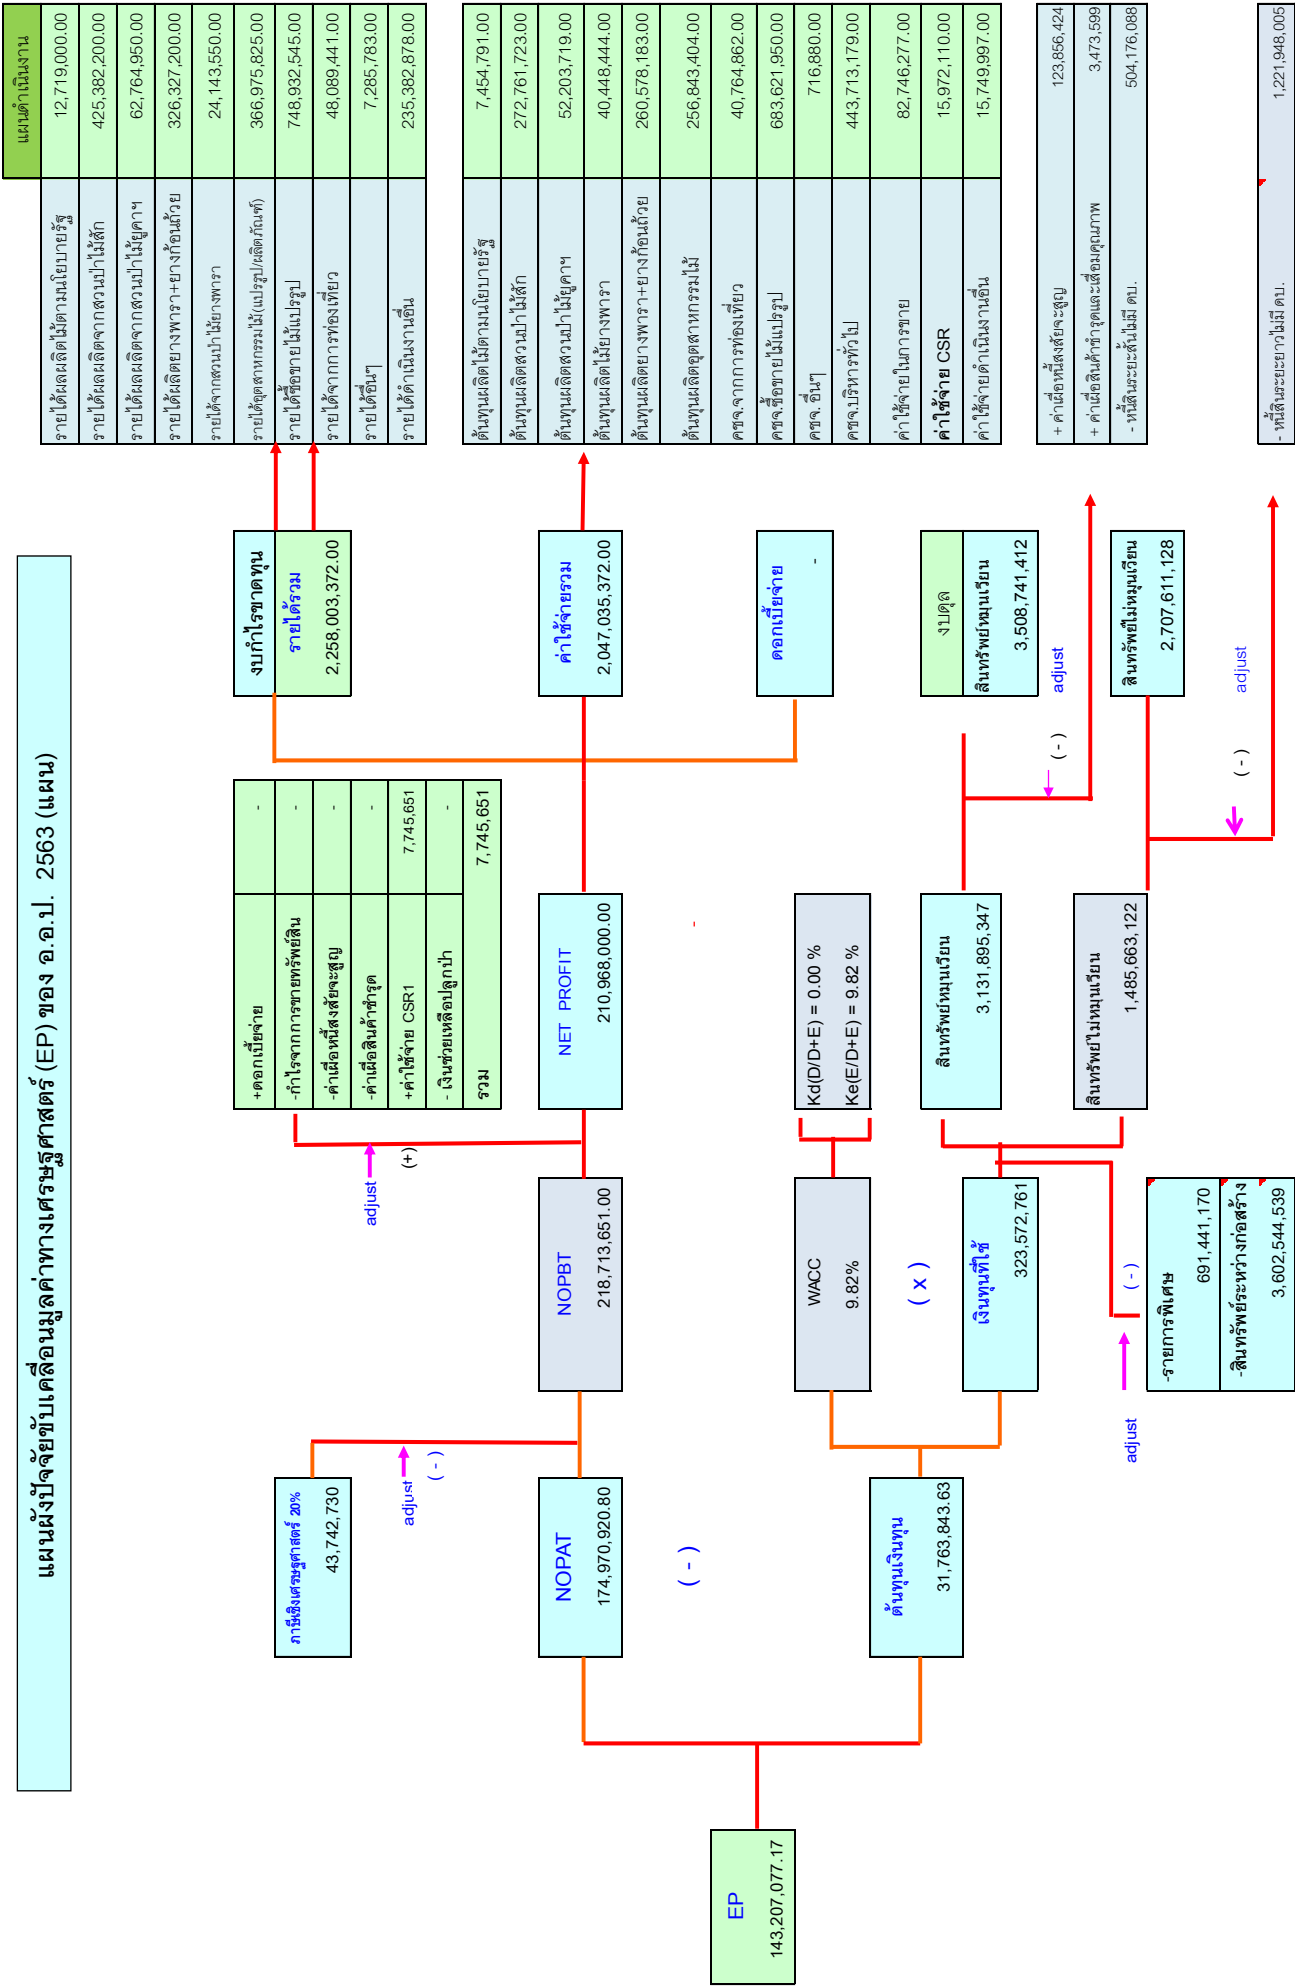 แผนผังปัจจัยขับเคลื่อนมูลค่าทางเศรษฐศาสตร์ (EP) ของ อ.อ.ป. 2563 (แผน)
แผนดำเนินงาน
รายได้ผลผลิตไม้ตามนโยบายรัฐ 12,719,000.00
รายได้ผลผลิตจากสวนป่าไม้สัก 425,382,200.00
รายได้ผลผลิตจากสวนป่าไม้ยูคาฯ 62,764,950.00
รายได้ผลิตยางพารา+ยางก้อนถ้วย 326,327,200.00
รายได้จากสวนป่าไม้ยางพารา 24,143,550.00
รายได้อุตสาหกรรมไม้(แปรรูป/ผลิตภัณฑ์) 366,975,825.00
รายได้ซื้อขายไม้แปรรูป 748,932,545.00
รายได้จากการท่องเที่ยว 48,089,441.00
รายได้อื่นๆ 7,285,783.00
รายได้ดำเนินงานอื่น 235,382,878.00
ต้นทุนผลิตไม้ตามนโยบายรัฐ 7,454,791.00
ต้นทุนผลิตสวนป่าไม้สัก 272,761,723.00
ต้นทุนผลิตสวนป่าไม้ยูคาฯ 52,203,719.00
ต้นทุนผลิตไม้ยางพารา 40,448,444.00
ต้นทุนผลิตยางพารา+ยางก้อนถ้วย 260,578,183.00
ต้นทุนผลิตอุตสาหกรรมไม้ 256,843,404.00
คชจ.จากการท่องเที่ยว 40,764,862.00
คชจ.ซื้อขายไม้แปรรูป 683,621,950.00
คชจ. อื่นๆ 716,880.00
คชจ.บริหารทั่วไป 443,713,179.00
ค่าใช้จ่ายในการขาย 82,746,277.00
ค่าใช้จ่าย CSR 15,972,110.00
ค่าใช้จ่ายดำเนินงานอื่น 15,749,997.00
+ ค่าเผื่อหนี้สงสัยจะสูญ 123,856,424
+ ค่าเผื่อสินค้าชำรุดและเสื่อมคุณภาพ 3,473,599
- หนี้สินระยะสั้นไม่มี ดบ. 504,176,088
- หนี้สินระยะยาวไม่มี ดบ. 1,221,948,005
งบกำไรขาดทุน
รายได้รวม
2,258,003,372.00
ค่าใช้จ่ายรวม
2,047,035,372.00
ดอกเบี้ยจ่าย
-
งบดุล
สินทรัพย์หมุนเวียน
3,508,741,412
adjust
( - )
สินทรัพย์ไม่หมุนเวียน
2,707,611,128
adjust
( - )
+ดอกเบี้ยจ่าย -
-กำไรจากการขายทรัพย์สิน -
-ค่าเผื่อหนี้สงสัยจะสูญ -
-ค่าเผื่อสินค้าชำรุด -
+ค่าใช้จ่าย CSR1 7,745,651
- เงินช่วยเหลือปลูกป่า -
รวม 7,745,651
NET PROFIT
210,968,000.00
-
Kd(D/D+E) = 0.00 %
Ke(E/D+E) = 9.82 %
สินทรัพย์หมุนเวียน
3,131,895,347
สินทรัพย์ไม่หมุนเวียน
1,485,663,122
adjust
(+)
NOPBT
218,713,651.00
WACC
9.82%
( x )
เงินทุนที่ใช้
323,572,761
( - )
adjust
-รายการพิเศษ
691,441,170
-สินทรัพย์ระหว่างก่อสร้าง
3,602,544,539
ภาษีเชิงเศรษฐศาสตร์ 20%
43,742,730
adjust
( - )
NOPAT
174,970,920.80
( - )
ต้นทุนเงินทุน
31,763,843.63
EP
143,207,077.17